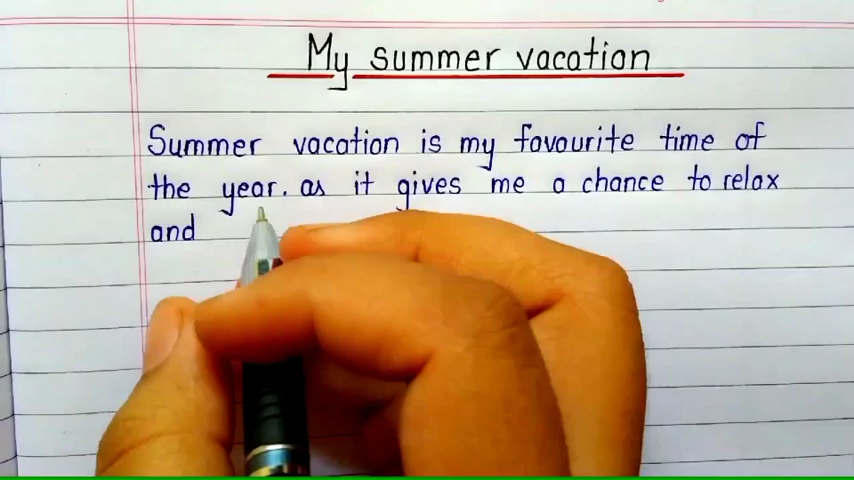 My summer vacation
Summer vacation is my favourite time of
the year. as it gives me a chance to relax
and